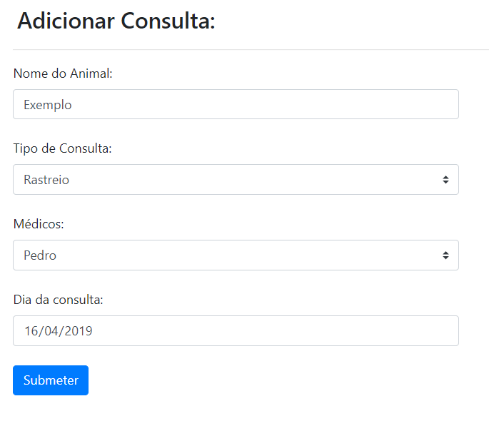 Adicionar Consulta:
Nome do Animal:
Exemplo
Tipo de Consulta:
Rastreio
Médicos:
Pedro
Dia da consulta:
16/04/2019
Submeter